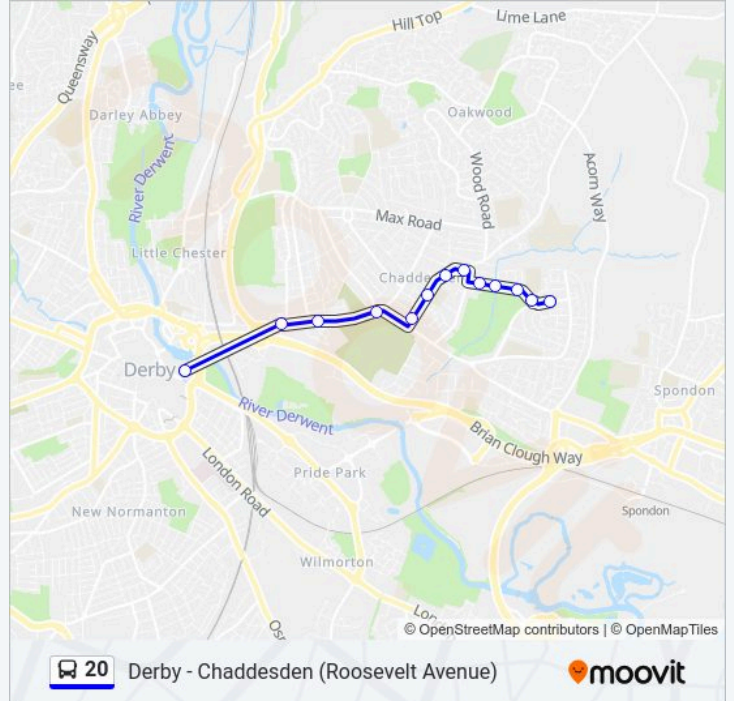 Hill Top
Lime Lane
Queensway
ee
Darley Abbey
Oakwood
River Derwent
Wood Road
Acorn Way
Max Road
Little Chester
Derby
River Derwent
Spondon
Brian Clough Way
London Road
Pride Park
New Normanton
Spondon
Wilmorton
© OpenStreetMap contributors | © OpenMapTiles
20
Derby - Chaddesden (Roosevelt Avenue)
moovit